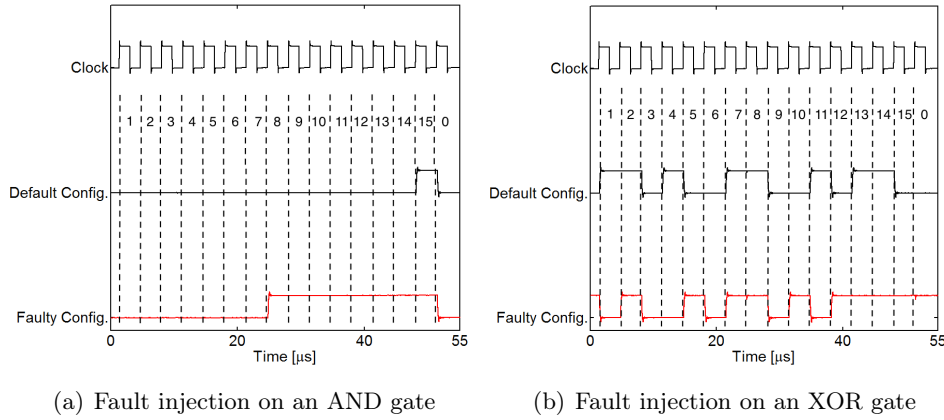 Clock
1 2 3 4 5 6 7 8 9 10 11 12 13 14 15 0
Default Config.
Faulty Config.
0 20 40 55
Time [μs]
(a) Fault injection on an AND gate
Clock
1 2 3 4 5 6 7 8 9 10 11 12 13 14 15 0
Default Config.
Faulty Config.
0 20 40 55
Time [μs]
(b) Fault injection on an XOR gate